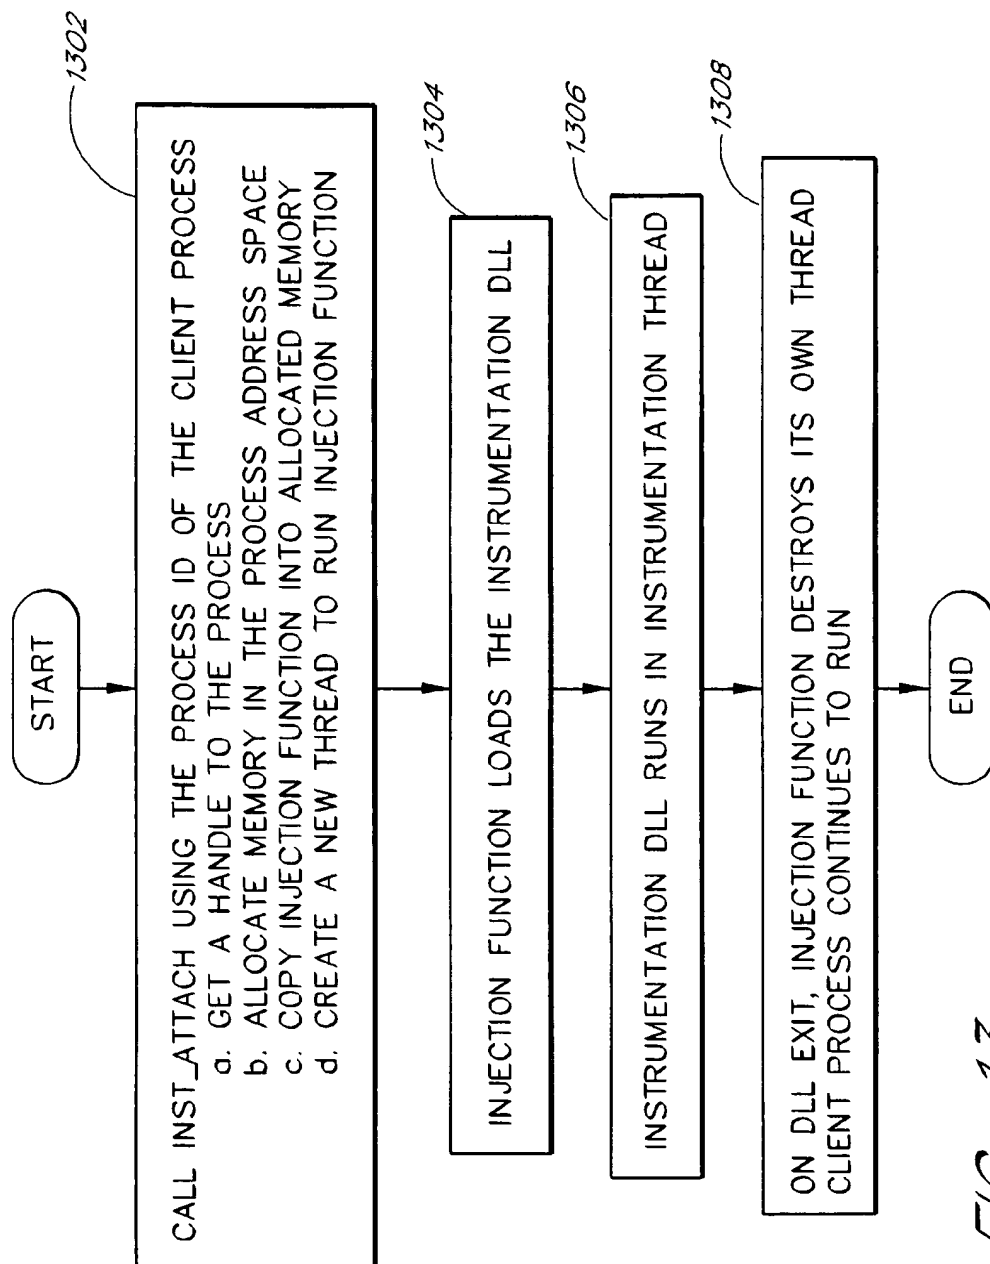 START
1302
CALL INST_ATTACH USING THE PROCESS ID OF THE CLIENT PROCESS
a. GET A HANDLE TO THE PROCESS
b. ALLOCATE MEMORY IN THE PROCESS ADDRESS SPACE
c. COPY INJECTION FUNCTION INTO ALLOCATED MEMORY
d. CREATE A NEW THREAD TO RUN INJECTION FUNCTION
1304
INJECTION FUNCTION LOADS THE INSTRUMENTATION DLL
1306
INSTRUMENTATION DLL RUNS IN INSTRUMENTATION THREAD
1308
ON DLL EXIT, INJECTION FUNCTION DESTROYS ITS OWN THREAD
CLIENT PROCESS CONTINUES TO RUN
END
FIG. 13